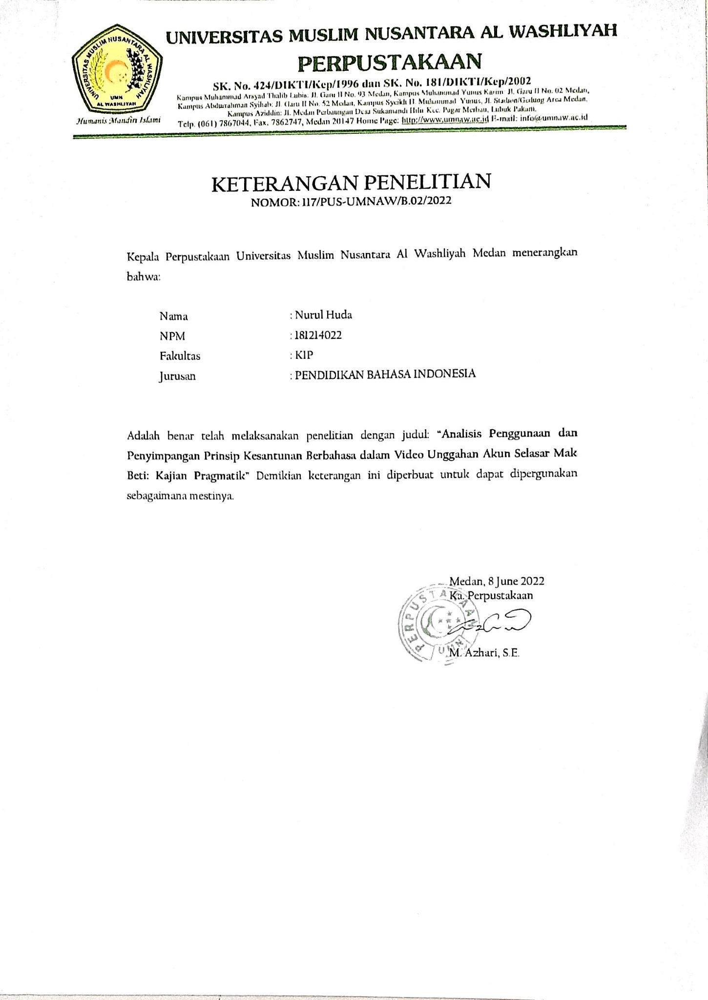 UNIVERSITAS MUSLIM NUSANTARA AL WASHLIYAH
UMN
AL WASHLIYAH
Humanis Mandiri Islami
UNIVERSITAS MUSLIM NUSANTARA AL WASHLIYAH
PERPUSTAKAAN
SK. No. 424/DIKTI/Kep/1996 dan SK. No. 181/DIKTI/Kep/2002
Kampus Muhammad Arsyad Thalib Lubis: Jl. Garu II No. 93 Medan, Kampus Muhammad Yunus Karim: Jl. Garu II No. 02 Medan,
Kampus Abdurrahman Syihab: Jl. Garu II No. 52 Medan, Kampus Syeikh H. Muhammad Yunus, Jl. Stadion/Gedung Arca Medan.
Kampus Aziddin: Jl. Medan Perbaungan Desa Sukamandi Hilir Kec. Pagar Merbau, Lubuk Pakam.
Telp. (061) 7867044, Fax. 7862747, Medan 20147 Home Page: http://www.umnaw.ac.id E-mail: info@umnaw.ac.id
KETERANGAN PENELITIAN
NOMOR: 117/PUS-UMNAW/B.02/2022
Kepala Perpustakaan Universitas Muslim Nusantara Al Washliyah Medan menerangkan
bahwa:
Nama : Nurul Huda
NPM : 181214022
Fakultas : KIP
Jurusan : PENDIDIKAN BAHASA INDONESIA
Adalah benar telah melaksanakan penelitian dengan judul: “Analisis Penggunaan dan
Penyimpangan Prinsip Kesantunan Berbahasa dalam Video Unggahan Akun Selasar Mak
Beti: Kajian Pragmatik” Demikian keterangan ini diperbuat untuk dapat dipergunakan
sebagaimana mestinya.
Medan, 8 June 2022
Ka. Perpustakaan
PERPUSTAKAAN
UMN
M. Azhari, S.E.